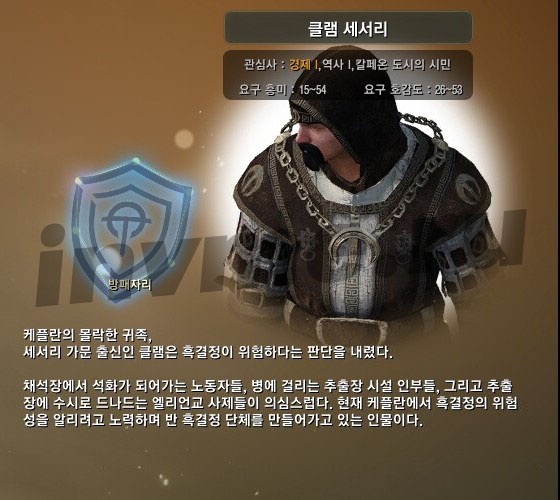 클램 세서리
관심사 : 경제 I,역사 I,칼페온 도시의 시민
요구 흥미 : 15~54 요구 호감도 : 26~53
방패자리
케플란의 몰락한 귀족,
세서리 가문 출신인 클램은 흑결정이 위험하다는 판단을 내렸다.
채석장에서 석화가 되어가는 노동자들, 병에 걸리는 추출장 시설 인부들, 그리고 추출
장에 수시로 드나드는 엘리언교 사제들이 의심스럽다. 현재 케플란에서 흑결정의 위험
성을 알리려고 노력하며 반 흑결정 단체를 만들어가고 있는 인물이다.